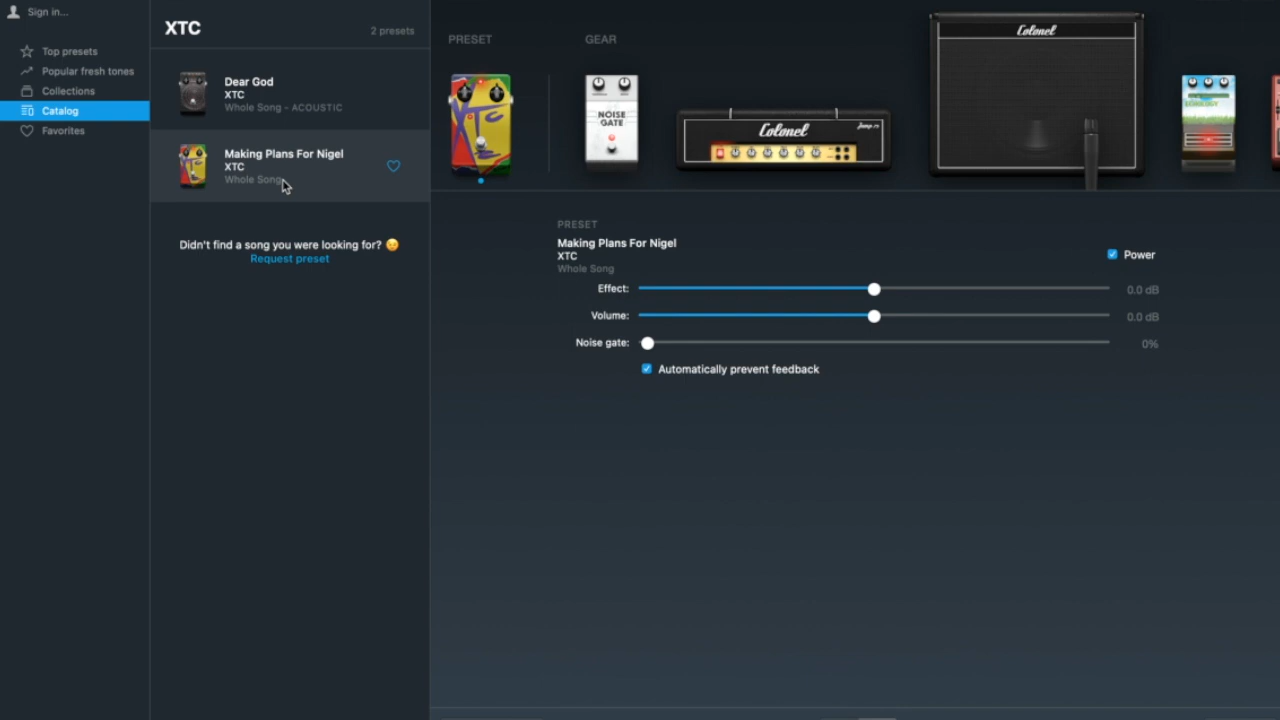 Sign in...
Top presets
Popular fresh tones
Collections
Catalog
Favorites
XTC
2 presets
Dear God
XTC
Whole Song - ACOUSTIC
Making Plans For Nigel
XTC
Whole Song
Didn't find a song you were looking for? 😕
Request preset
PRESET
GEAR
NOISE
GATE
Colonel
Colonel
PRESET
Making Plans For Nigel
XTC
Whole Song
Power
Effect:
0.0 dB
Volume:
0.0 dB
Noise gate:
0%
Automatically prevent feedback